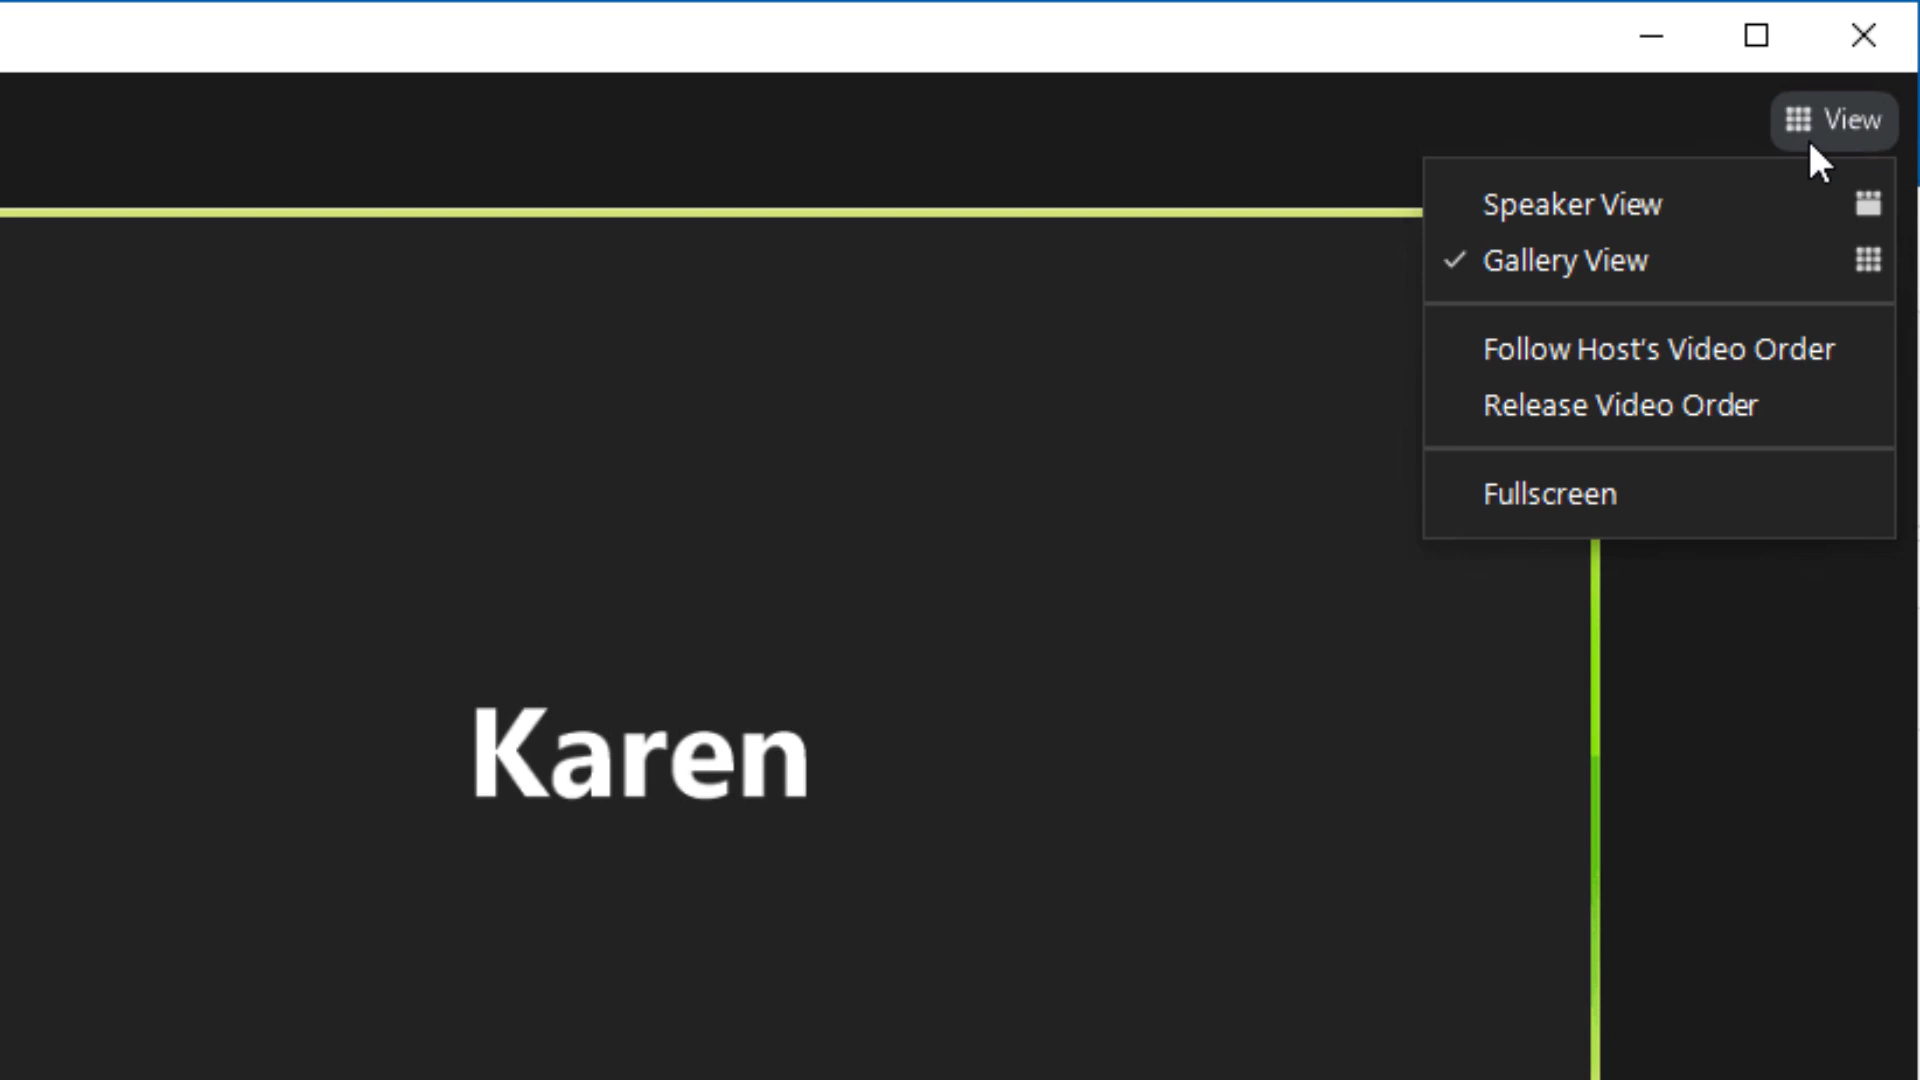 View
Speaker View
Gallery View
Follow Host's Video Order
Release Video Order
Fullscreen
Karen